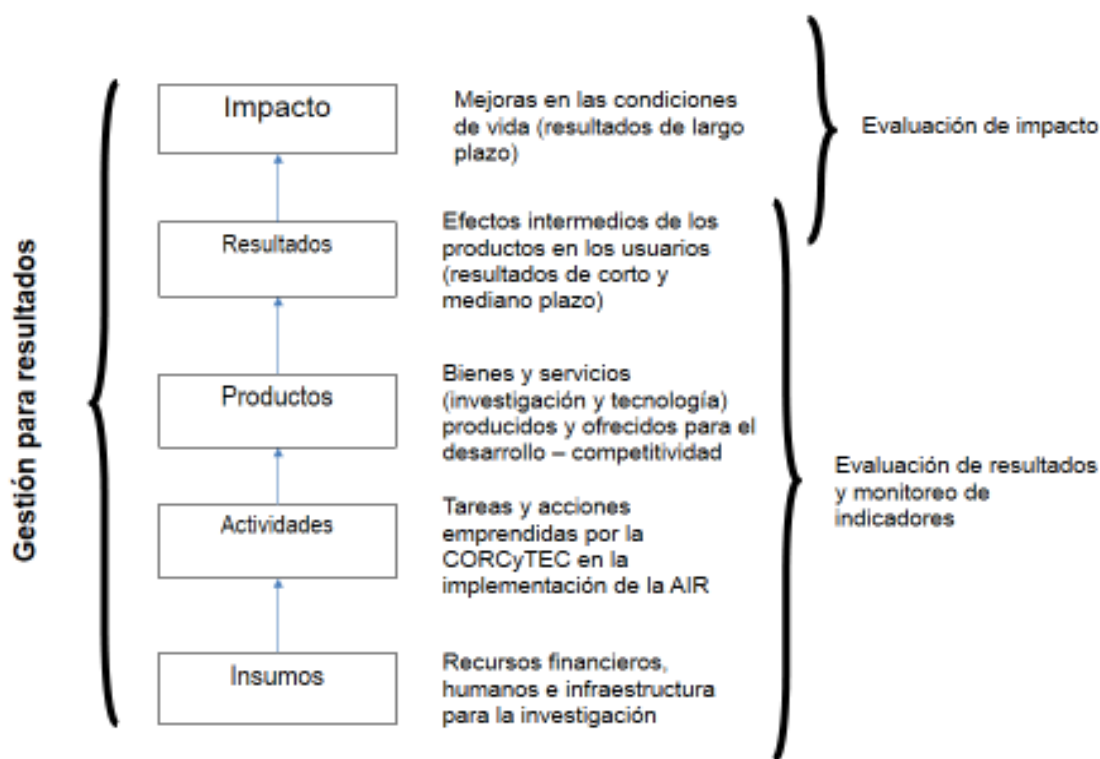 Gestión para resultados
Impacto
Mejoras en las condiciones
de vida (resultados de largo
plazo)
Evaluación de impacto
Resultados
Efectos intermedios de los
productos en los usuarios
(resultados de corto y
mediano plazo)
Productos
Bienes y servicios
(investigación y tecnología)
producidos y ofrecidos para el
desarrollo – competitividad
Evaluación de resultados
y monitoreo de
indicadores
Actividades
Tareas y acciones
emprendidas por la
CORCyTEC en la
implementación de la AIR
Insumos
Recursos financieros,
humanos e infraestructura
para la investigación